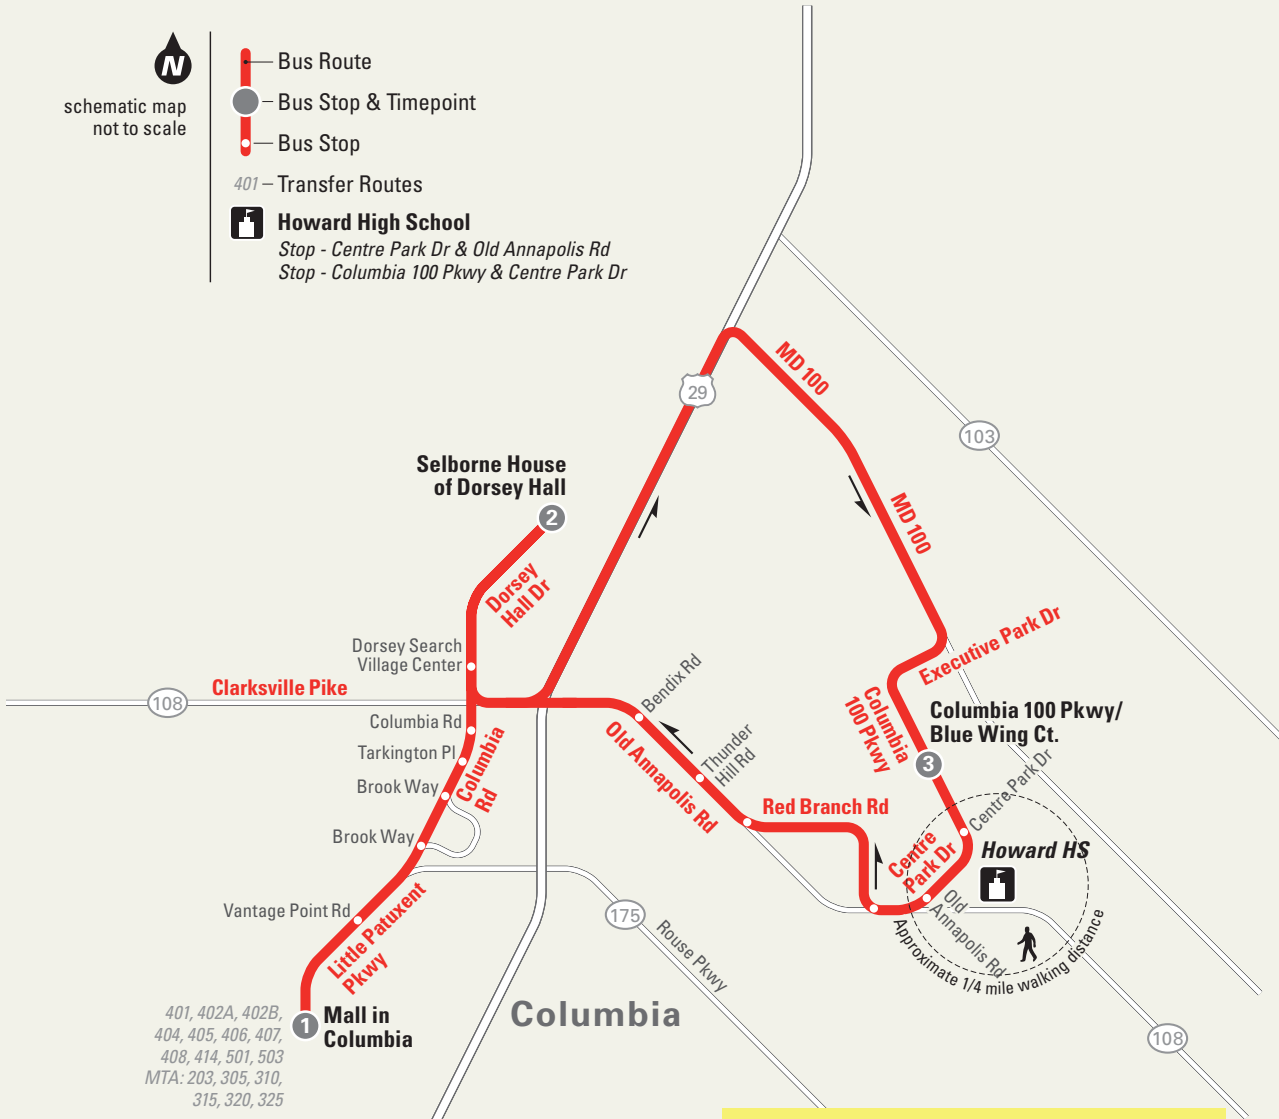 N
schematic map
not to scale
Bus Route
Bus Stop & Timepoint
Bus Stop
401 – Transfer Routes
Howard High School
Stop - Centre Park Dr & Old Annapolis Rd
Stop - Columbia 100 Pkwy & Centre Park Dr
MD 100
29
103
Selborne House
of Dorsey Hall
2
MD 100
Dorsey
Hall Dr
Executive Park Dr
Dorsey Search
Village Center
Bendix Rd
Clarksville Pike
108
Columbia
100 Pkwy
Columbia 100 Pkwy/
Blue Wing Ct.
3
Columbia Rd
Tarkington Pl
Brook Way
Brook Way
Columbia
Rd
Old Annapolis Rd
Thunder
Hill Rd
Red Branch Rd
Centre Park Dr
Centre
Park Dr
Howard HS
Old
Annapolis Rd
Approximate 1/4 mile walking distance
Vantage Point Rd
Little Patuxent
Pkwy
175
Rouse Pkwy
Columbia
108
1
Mall in
Columbia
401, 402A, 402B,
404, 405, 406, 407,
408, 414, 501, 503
MTA: 203, 305, 310,
315, 320, 325